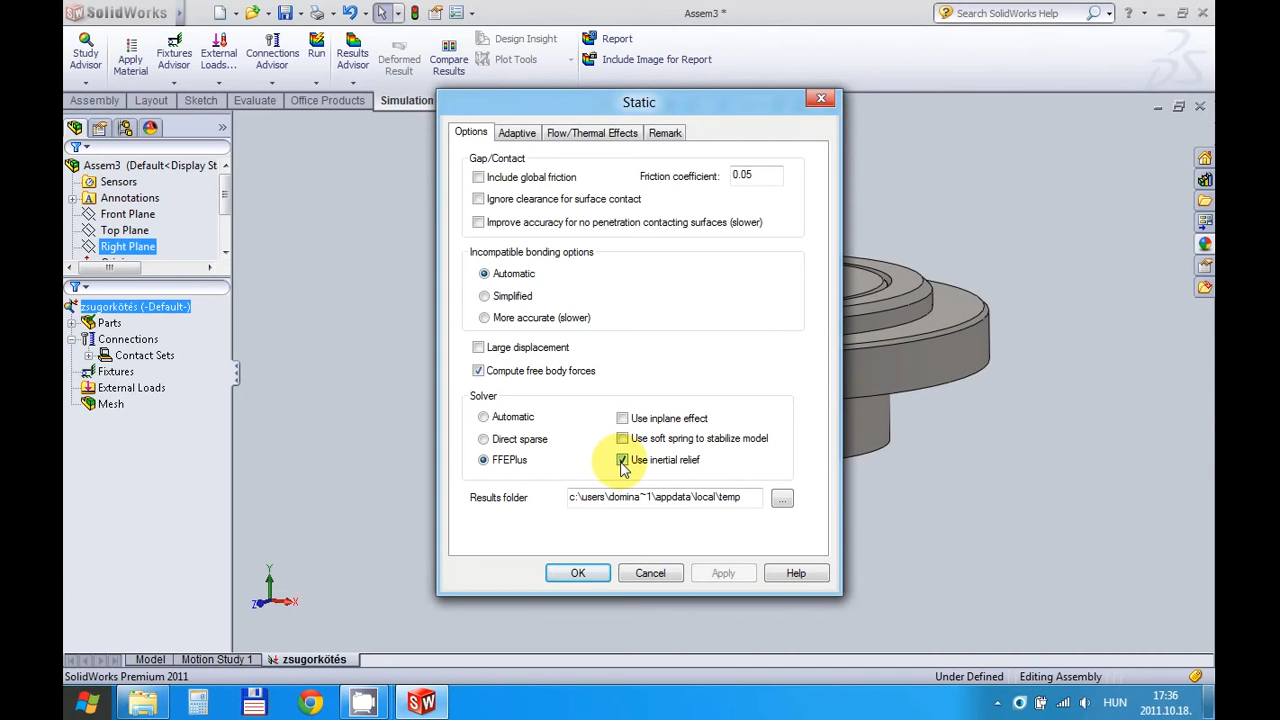 SolidWorks
Assem3 *
Search SolidWorks Help
Study Advisor
Apply Material
Fixtures Advisor
External Loads...
Connections Advisor
Run
Results Advisor
Deformed Result
Compare Results
Design Insight
Plot Tools
Report
Include Image for Report
Assembly
Layout
Sketch
Evaluate
Office Products
Simulation
Assem3 (Default<Display St
Sensors
Annotations
Front Plane
Top Plane
Right Plane
zsugorkötés (-Default-)
Parts
Connections
Contact Sets
Fixtures
External Loads
Mesh
Static
Options
Adaptive
Flow/Thermal Effects
Remark
Gap/Contact
Include global friction
Friction coefficient:
0.05
Ignore clearance for surface contact
Improve accuracy for no penetration contacting surfaces (slower)
Incompatible bonding options
Automatic
Simplified
More accurate (slower)
Large displacement
Compute free body forces
Solver
Automatic
Use inplane effect
Direct sparse
Use soft spring to stabilize model
FFEPlus
Use inertial relief
Results folder
c:\users\domina~1\appdata\local\temp
...
OK
Cancel
Apply
Help
Y
Z
X
Model
Motion Study 1
zsugorkötés
SolidWorks Premium 2011
Under Defined
Editing Assembly
HUN
17:36
2011.10.18.